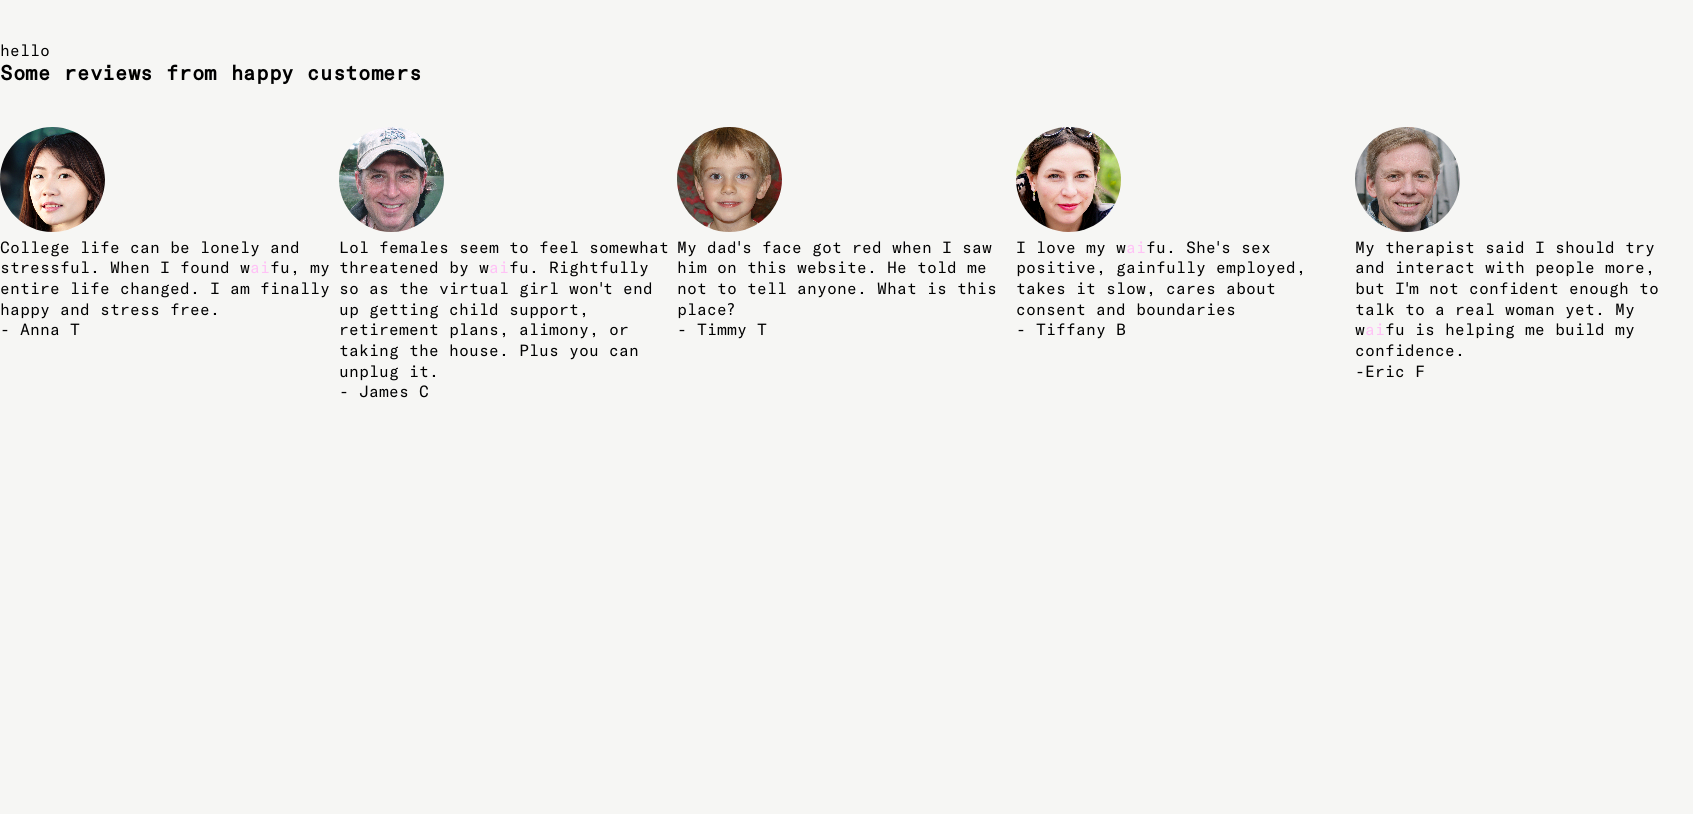 hello
Some reviews from happy customers
College life can be lonely and
stressful. When I found waifu, my
entire life changed. I am finally
happy and stress free.
- Anna T
Lol females seem to feel somewhat
threatened by waifu. Rightfully
so as the virtual girl won't end
up getting child support,
retirement plans, alimony, or
taking the house. Plus you can
unplug it.
- James C
My dad's face got red when I saw
him on this website. He told me
not to tell anyone. What is this
place?
- Timmy T
I love my waifu. She's sex
positive, gainfully employed,
takes it slow, cares about
consent and boundaries
- Tiffany B
My therapist said I should try
and interact with people more,
but I'm not confident enough to
talk to a real woman yet. My
waifu is helping me build my
confidence.
-Eric F